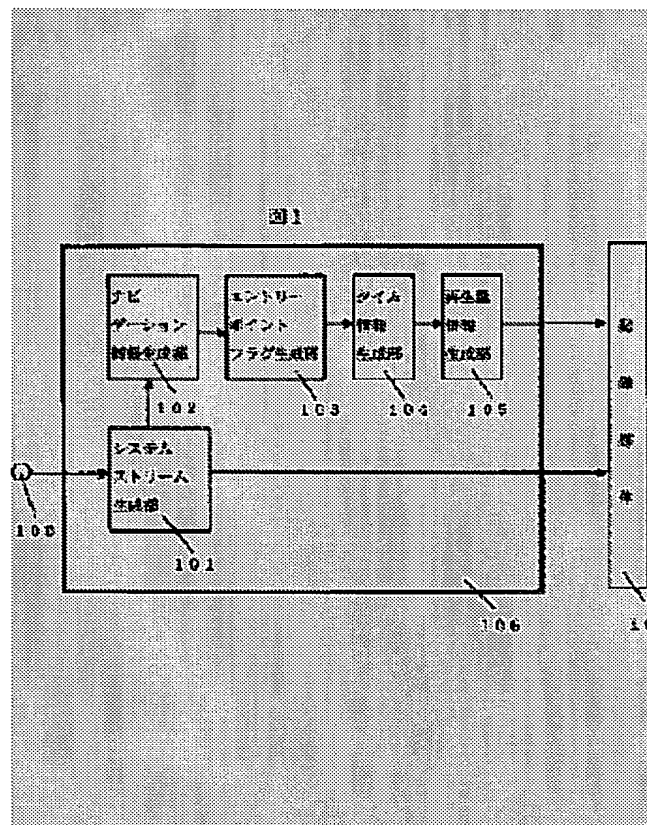 図1
ナビ
ゲーション
情報生成部
エントリー
ポイント
フラグ生成部
タイム
情報
生成部
再生量
情報
生成部
102
103
104
105
システム
ストリーム
生成部
100
101
106
記
録
媒
体